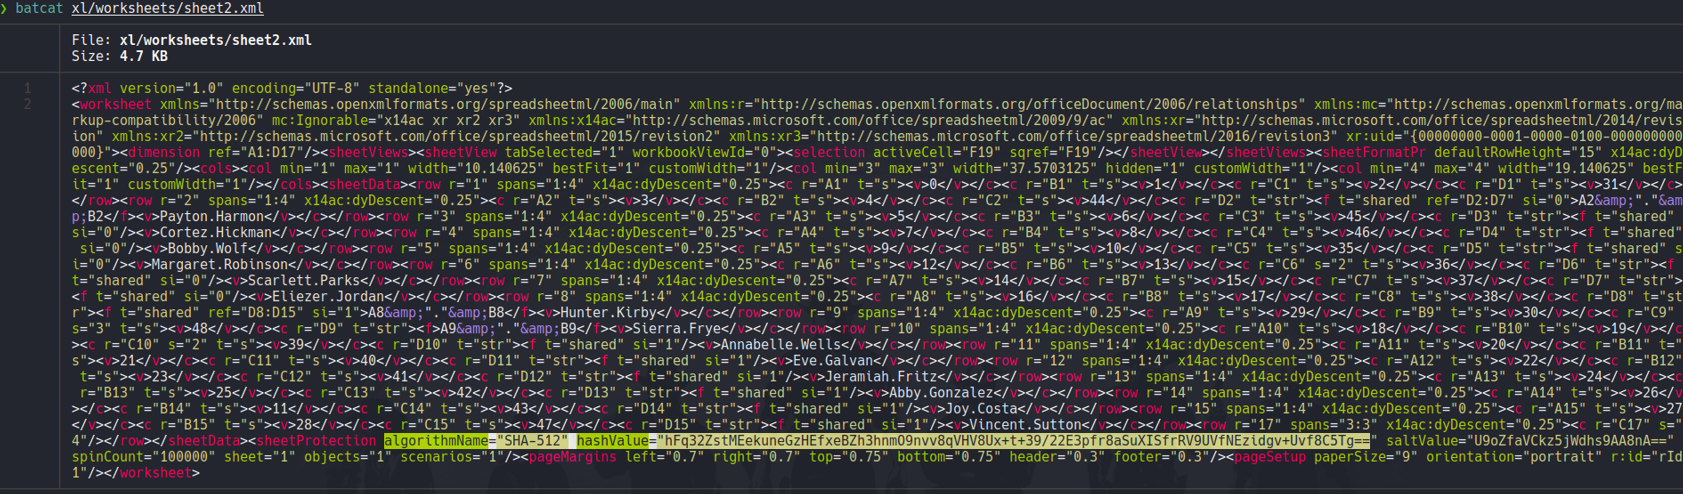 ❯ batcat xl/worksheets/sheet2.xml
File: xl/worksheets/sheet2.xml
Size: 4.7 KB
1 <?xml version="1.0" encoding="UTF-8" standalone="yes"?>
2 <worksheet xmlns="http://schemas.openxmlformats.org/spreadsheetml/2006/main" xmlns:r="http://schemas.openxmlformats.org/officeDocument/2006/relationships" xmlns:mc="http://schemas.openxmlformats.org/ma
rkup-compatibility/2006" mc:Ignorable="x14ac xr xr2 xr3" xmlns:x14ac="http://schemas.microsoft.com/office/spreadsheetml/2009/9/ac" xmlns:xr="http://schemas.microsoft.com/office/spreadsheetml/2014/revis
ion" xmlns:xr2="http://schemas.microsoft.com/office/spreadsheetml/2015/revision2" xmlns:xr3="http://schemas.microsoft.com/office/spreadsheetml/2016/revision3" xr:uid="{00000000-0001-0000-0100-000000000
000}"><dimension ref="A1:D17"/><sheetViews><sheetView tabSelected="1" workbookViewId="0"><selection activeCell="F19" sqref="F19"/></sheetView></sheetViews><sheetFormatPr defaultRowHeight="15" x14ac:dyD
escent="0.25"/><cols><col min="1" max="1" width="10.140625" bestFit="1" customWidth="1"/><col min="3" max="3" width="37.5703125" hidden="1" customWidth="1"/><col min="4" max="4" width="19.140625" bestF
it="1" customWidth="1"/></cols><sheetData><row r="1" spans="1:4" x14ac:dyDescent="0.25"><c r="A1" t="s"><v>0</v></c><c r="B1" t="s"><v>1</v></c><c r="C1" t="s"><v>2</v></c><c r="D1" t="s"><v>31</v></c>
</row><row r="2" spans="1:4" x14ac:dyDescent="0.25"><c r="A2" t="s"><v>3</v></c><c r="B2" t="s"><v>4</v></c><c r="C2" t="s"><v>44</v></c><c r="D2" t="str"><f t="shared" ref="D2:D7" si="0">A2&amp;"."&am
p;B2</f><v>Payton.Harmon</v></c></row><row r="3" spans="1:4" x14ac:dyDescent="0.25"><c r="A3" t="s"><v>5</v></c><c r="B3" t="s"><v>6</v></c><c r="C3" t="s"><v>45</v></c><c r="D3" t="str"><f t="shared"
si="0"/><v>Cortez.Hickman</v></c></row><row r="4" spans="1:4" x14ac:dyDescent="0.25"><c r="A4" t="s"><v>7</v></c><c r="B4" t="s"><v>8</v></c><c r="C4" t="s"><v>46</v></c><c r="D4" t="str"><f t="shared"
si="0"/><v>Bobby.Wolf</v></c></row><row r="5" spans="1:4" x14ac:dyDescent="0.25"><c r="A5" t="s"><v>9</v></c><c r="B5" t="s"><v>10</v></c><c r="C5" t="s"><v>35</v></c><c r="D5" t="str"><f t="shared" s
i="0"/><v>Margaret.Robinson</v></c></row><row r="6" spans="1:4" x14ac:dyDescent="0.25"><c r="A6" t="s"><v>12</v></c><c r="B6" t="s"><v>13</v></c><c r="C6" s="2" t="s"><v>36</v></c><c r="D6" t="str"><f
t="shared" si="0"/><v>Scarlett.Parks</v></c></row><row r="7" spans="1:4" x14ac:dyDescent="0.25"><c r="A7" t="s"><v>14</v></c><c r="B7" t="s"><v>15</v></c><c r="C7" t="s"><v>37</v></c><c r="D7" t="str">
<f t="shared" si="0"/><v>Eliezer.Jordan</v></c></row><row r="8" spans="1:4" x14ac:dyDescent="0.25"><c r="A8" t="s"><v>16</v></c><c r="B8" t="s"><v>17</v></c><c r="C8" t="s"><v>38</v></c><c r="D8" t="st
r"><f t="shared" ref="D8:D15" si="1">A8&amp;"."&amp;B8</f><v>Hunter.Kirby</v></c></row><row r="9" spans="1:4" x14ac:dyDescent="0.25"><c r="A9" t="s"><v>29</v></c><c r="B9" t="s"><v>30</v></c><c r="C9"
s="3" t="s"><v>48</v></c><c r="D9" t="str"><f>A9&amp;"."&amp;B9</f><v>Sierra.Frye</v></c></row><row r="10" spans="1:4" x14ac:dyDescent="0.25"><c r="A10" t="s"><v>18</v></c><c r="B10" t="s"><v>19</v></c
><c r="C10" s="2" t="s"><v>39</v></c><c r="D10" t="str"><f t="shared" si="1"/><v>Annabelle.Wells</v></c></row><row r="11" spans="1:4" x14ac:dyDescent="0.25"><c r="A11" t="s"><v>20</v></c><c r="B11" t="
s"><v>21</v></c><c r="C11" t="s"><v>40</v></c><c r="D11" t="str"><f t="shared" si="1"/><v>Eve.Galvan</v></c></row><row r="12" spans="1:4" x14ac:dyDescent="0.25"><c r="A12" t="s"><v>22</v></c><c r="B12"
t="s"><v>23</v></c><c r="C12" t="s"><v>41</v></c><c r="D12" t="str"><f t="shared" si="1"/><v>Jeramiah.Fritz</v></c></row><row r="13" spans="1:4" x14ac:dyDescent="0.25"><c r="A13" t="s"><v>24</v></c><c
r="B13" t="s"><v>25</v></c><c r="C13" t="s"><v>42</v></c><c r="D13" t="str"><f t="shared" si="1"/><v>Abby.Gonzalez</v></c></row><row r="14" spans="1:4" x14ac:dyDescent="0.25"><c r="A14" t="s"><v>26</v
></c><c r="B14" t="s"><v>11</v></c><c r="C14" t="s"><v>43</v></c><c r="D14" t="str"><f t="shared" si="1"/><v>Joy.Costa</v></c></row><row r="15" spans="1:4" x14ac:dyDescent="0.25"><c r="A15" t="s"><v>27
</v></c><c r="B15" t="s"><v>28</v></c><c r="C15" t="s"><v>47</v></c><c r="D15" t="str"><f t="shared" si="1"/><v>Vincent.Sutton</v></c></row><row r="17" spans="3:3" x14ac:dyDescent="0.25"><c r="C17" s="
4"/></row></sheetData><sheetProtection algorithmName="SHA-512" hashValue="hFq32ZstMEekuneGzHEfxeBZh3hnmO9nvv8qVHV8Ux+t+39/22E3pfr8aSuXISfrRV9UVfNEztdgv+Uvf8C5Tg==" saltValue="U9oZfaVCkz5jWdhs9AA8nA=="
spinCount="100000" sheet="1" objects="1" scenarios="1"/><pageMargins left="0.7" right="0.7" top="0.75" bottom="0.75" header="0.3" footer="0.3"/><pageSetup paperSize="9" orientation="portrait" r:id="rId
1"/></worksheet>